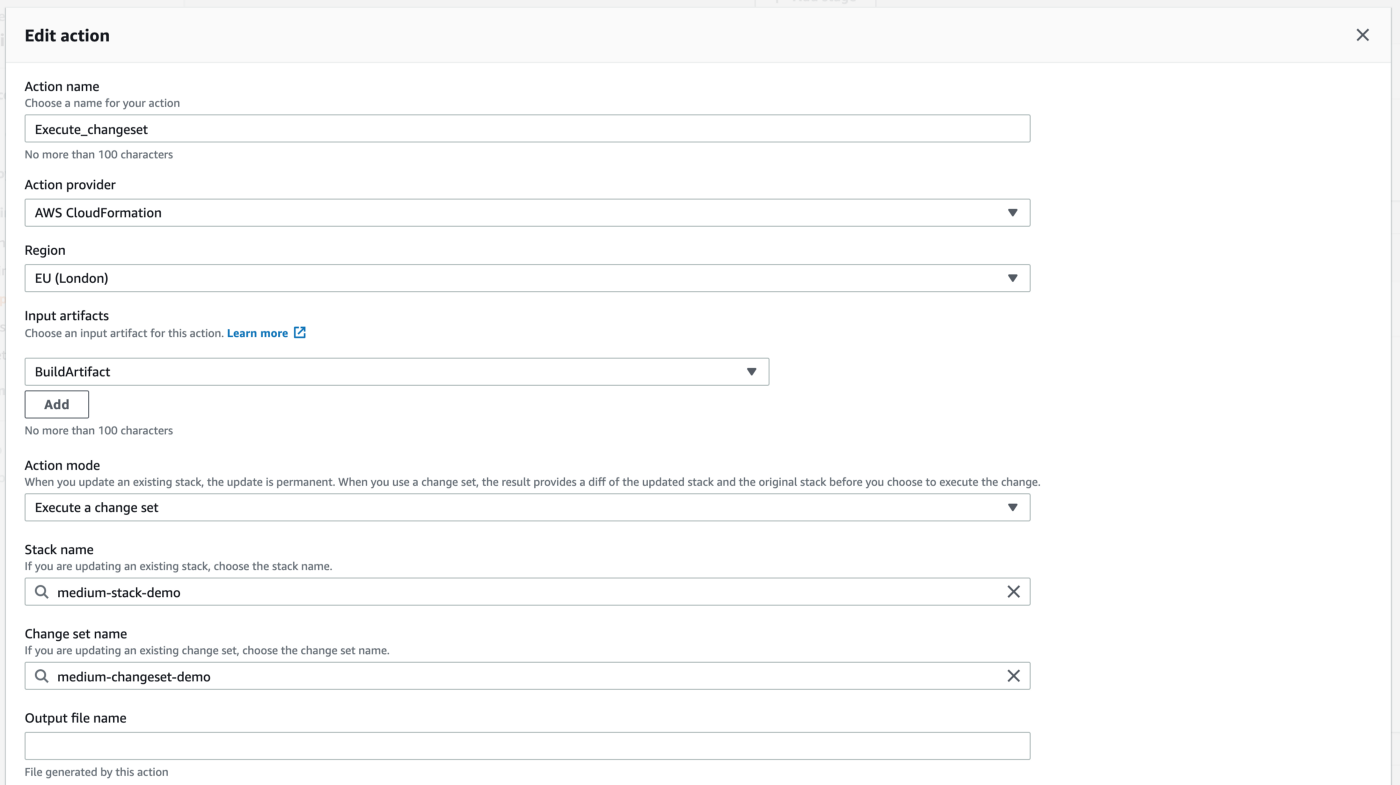 Edit action
Action name
Choose a name for your action
Execute_changeset
No more than 100 characters
Action provider
AWS CloudFormation
Region
EU (London)
Input artifacts
Choose an input artifact for this action. Learn more
BuildArtifact
Add
No more than 100 characters
Action mode
When you update an existing stack, the update is permanent. When you use a change set, the result provides a diff of the updated stack and the original stack before you choose to execute the change.
Execute a change set
Stack name
If you are updating an existing stack, choose the stack name.
medium-stack-demo
Change set name
If you are updating an existing change set, choose the change set name.
medium-changeset-demo
Output file name
File generated by this action